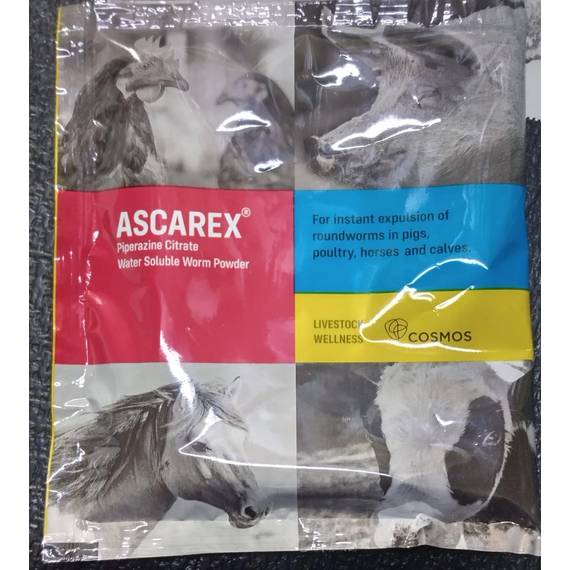 ASCAREX®
Piperazine Citrate
Water Soluble Worm Powder
For instant expulsion of
roundworms in pigs,
poultry, horses and calves.
LIVESTOCK
WELLNESS
COSMOS